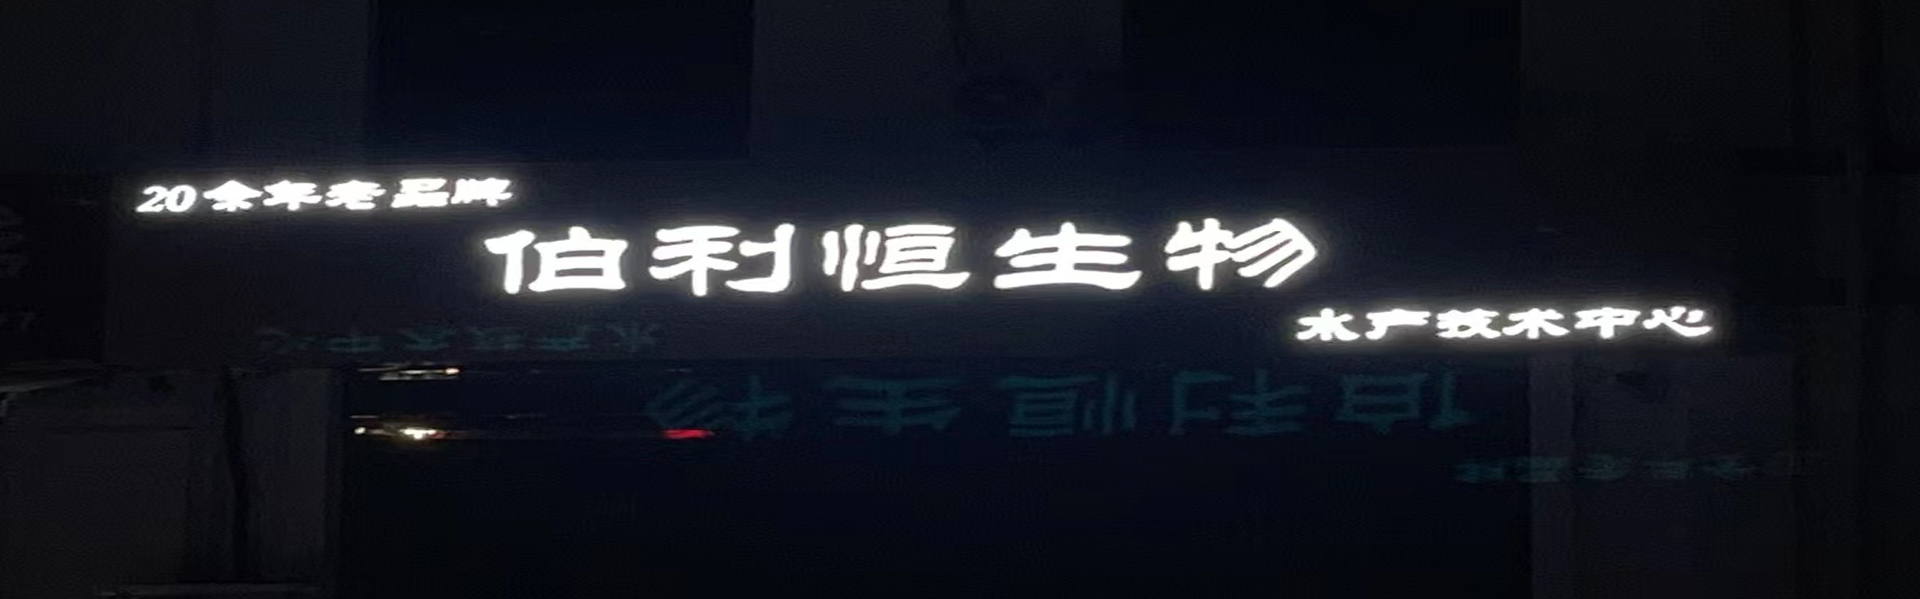 20余年老品牌
伯利恒生物
水产技术中心